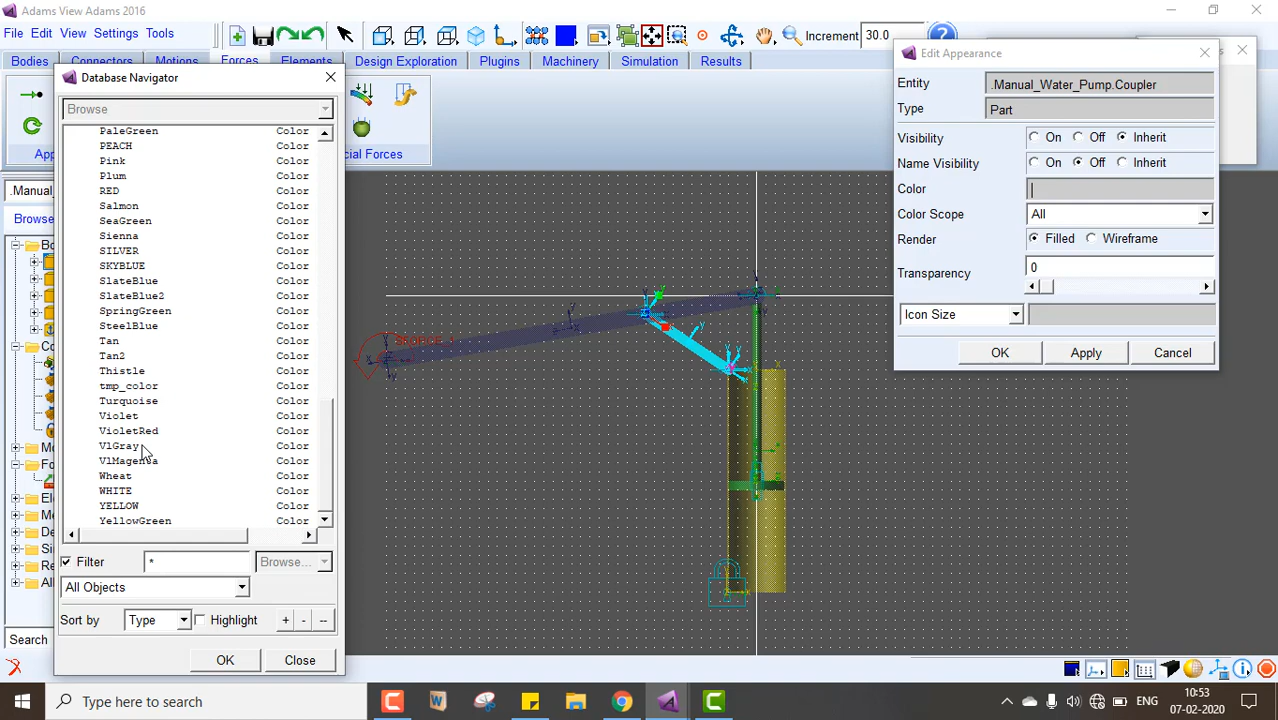 Adams View Adams 2016
File Edit View Settings Tools
Increment 30.0
Bodies
Motions Forces Elements Design Exploration Plugins Machinery Simulation Results
Database Navigator
Browse
PaleGreen Color
PEACH Color
Pink Color
Plum Color
RED Color
Salmon Color
SeaGreen Color
Sienna Color
SILVER Color
SKYBLUE Color
SlateBlue Color
SlateBlue2 Color
SpringGreen Color
SteelBlue Color
Tan Color
Tan2 Color
Thistle Color
tmp_color Color
Turquoise Color
Violet Color
VioletRed Color
VlGray Color
VlMagenta Color
Wheat Color
WHITE Color
YELLOW Color
YellowGreen Color
Filter * Browse...
All Objects
Sort by Type Highlight + - --
OK Close
cial Forces
.Manual_
Brows
Search
SFORCE_1
Edit Appearance
Entity .Manual_Water_Pump.Coupler
Type Part
Visibility On Off Inherit
Name Visibility On Off Inherit
Color
Color Scope All
Render Filled Wireframe
Transparency 0
Icon Size
OK Apply Cancel
Type here to search
ENG
10:53
07-02-2020